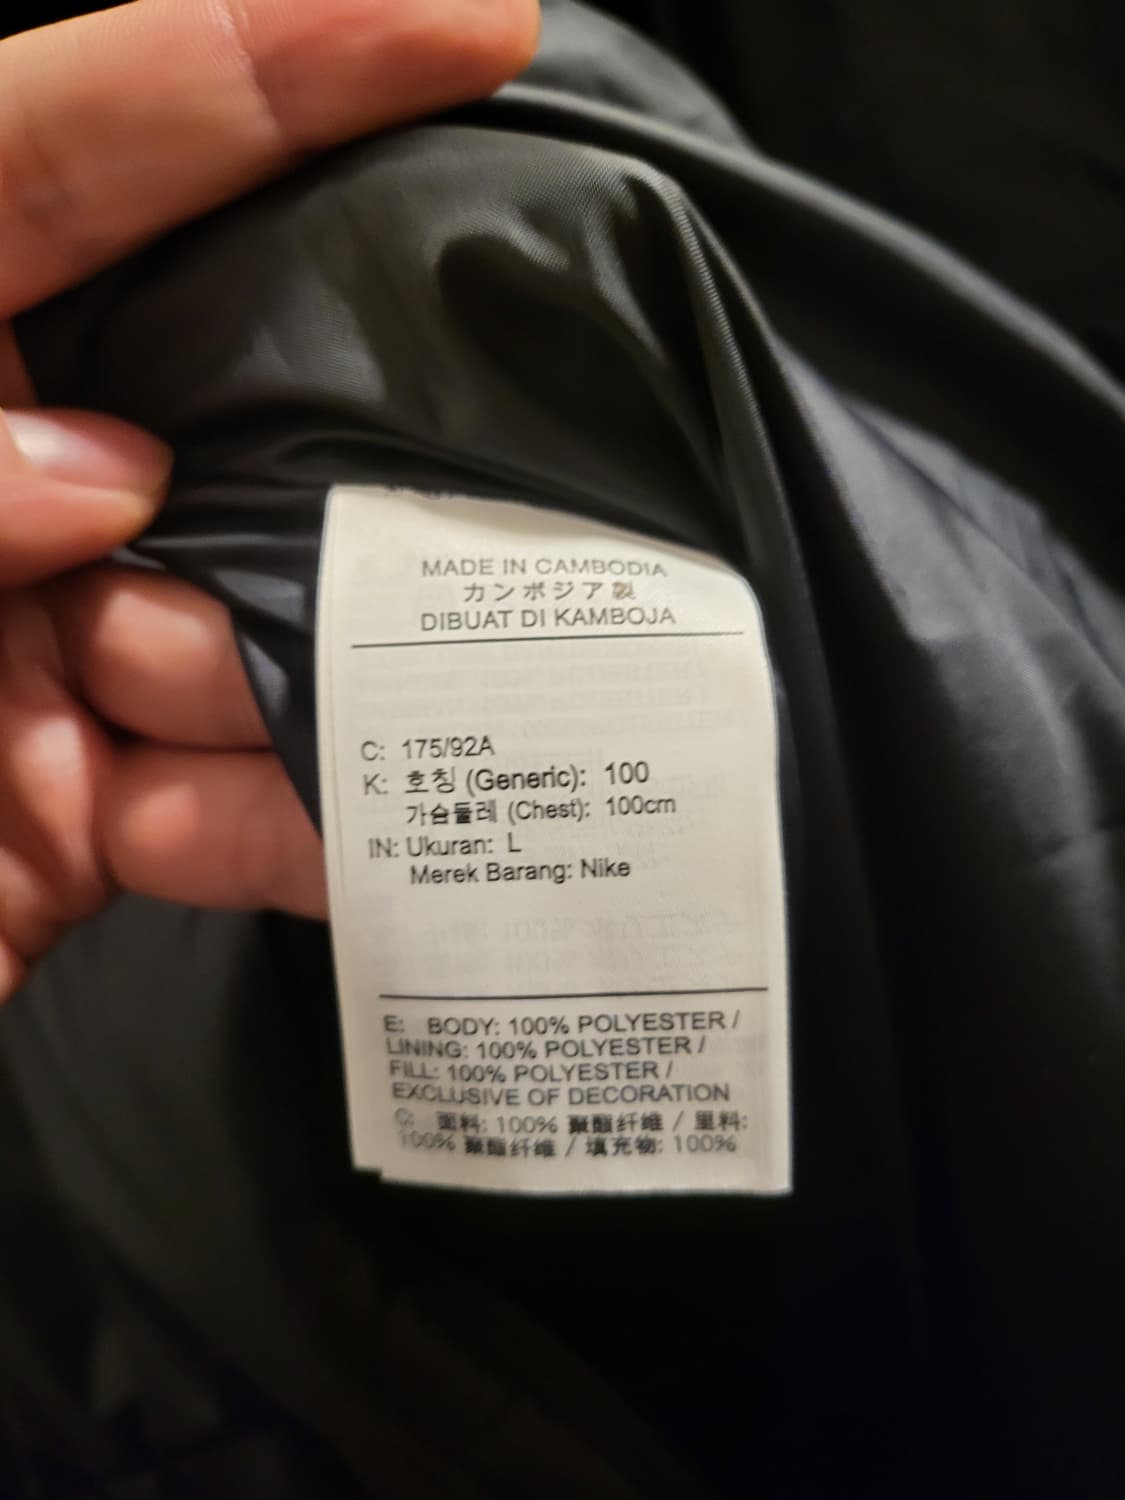 MADE IN CAMBODIA
カンボジア製
DIBUAT DI KAMBOJA
C: 175/92A
K: 호칭 (Generic): 100
가슴둘레 (Chest): 100cm
IN: Ukuran: L
Merek Barang: Nike
E: BODY: 100% POLYESTER /
LINING: 100% POLYESTER /
FILL: 100% POLYESTER /
EXCLUSIVE OF DECORATION
C: 面料: 100% 聚酯纤维 / 里料:
100% 聚酯纤维 / 填充物: 100%